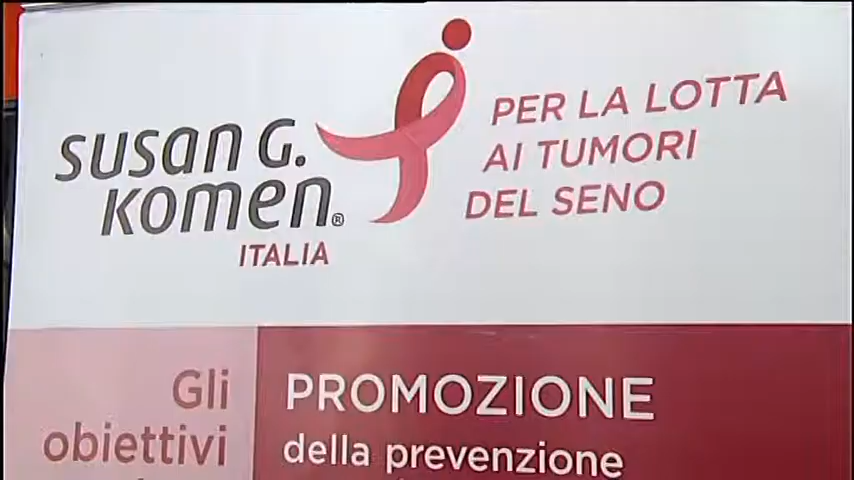 SUSAN G.
KOMEN®
ITALIA
PER LA LOTTA
AI TUMORI
DEL SENO
Gli
obiettivi
PROMOZIONE
della prevenzione